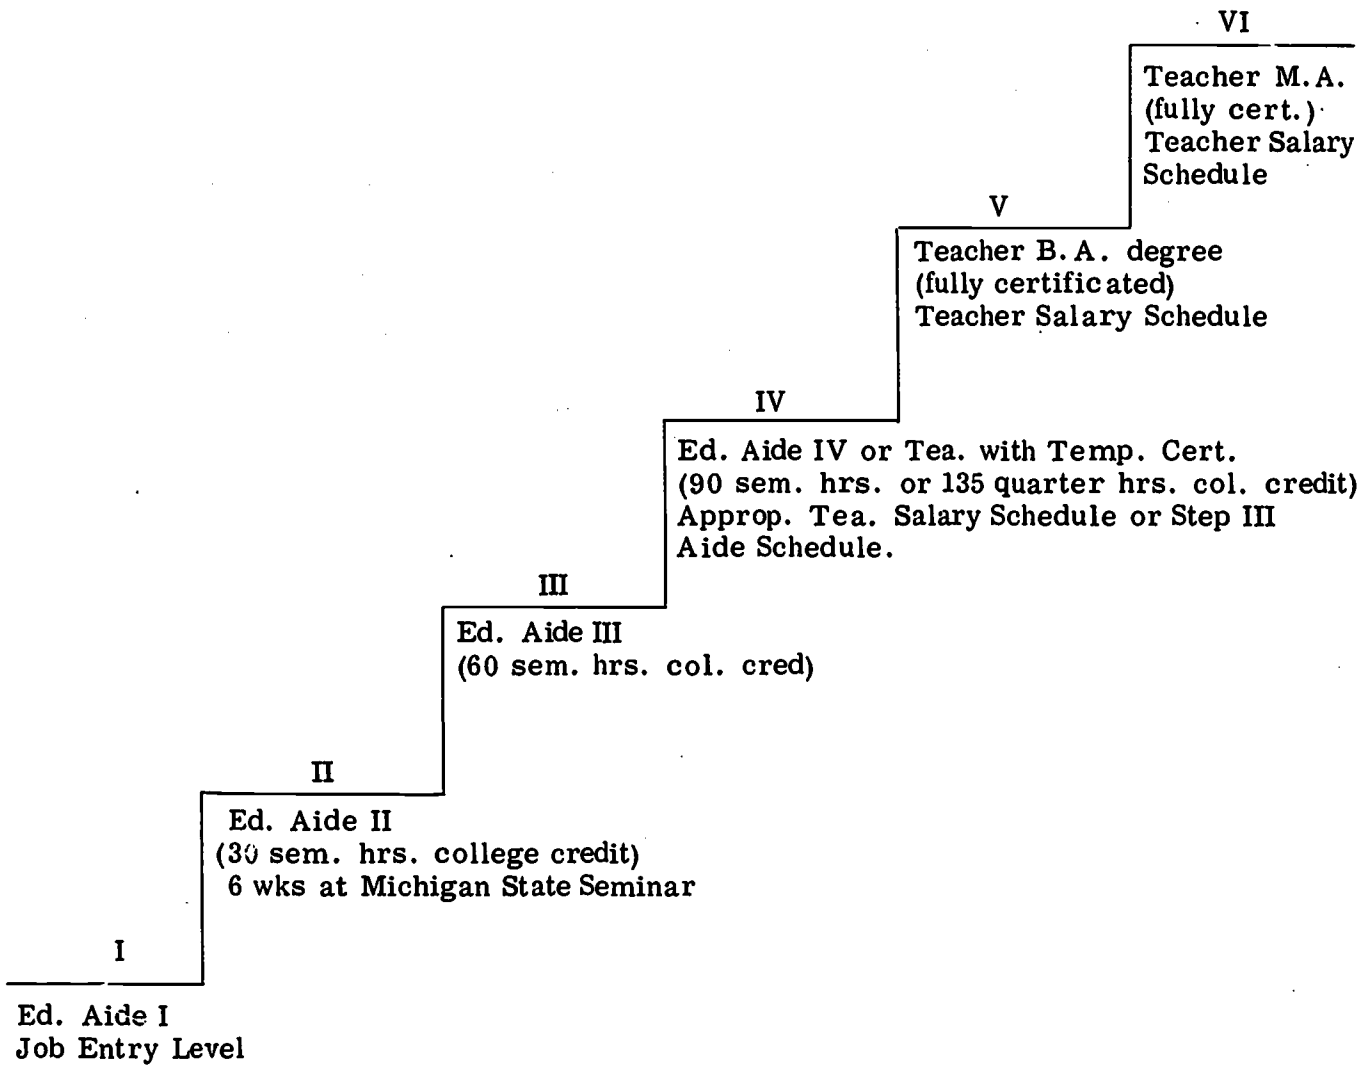 VI
Teacher M.A.
(fully cert.)
Teacher Salary
Schedule
V
Teacher B.A. degree
(fully certificated)
Teacher Salary Schedule
IV
Ed. Aide IV or Tea. with Temp. Cert.
(90 sem. hrs. or 135 quarter hrs. col. credit)
Approp. Tea. Salary Schedule or Step III
Aide Schedule.
III
Ed. Aide III
(60 sem. hrs. col. cred)
II
Ed. Aide II
(30 sem. hrs. college credit)
6 wks at Michigan State Seminar
I
Ed. Aide I
Job Entry Level